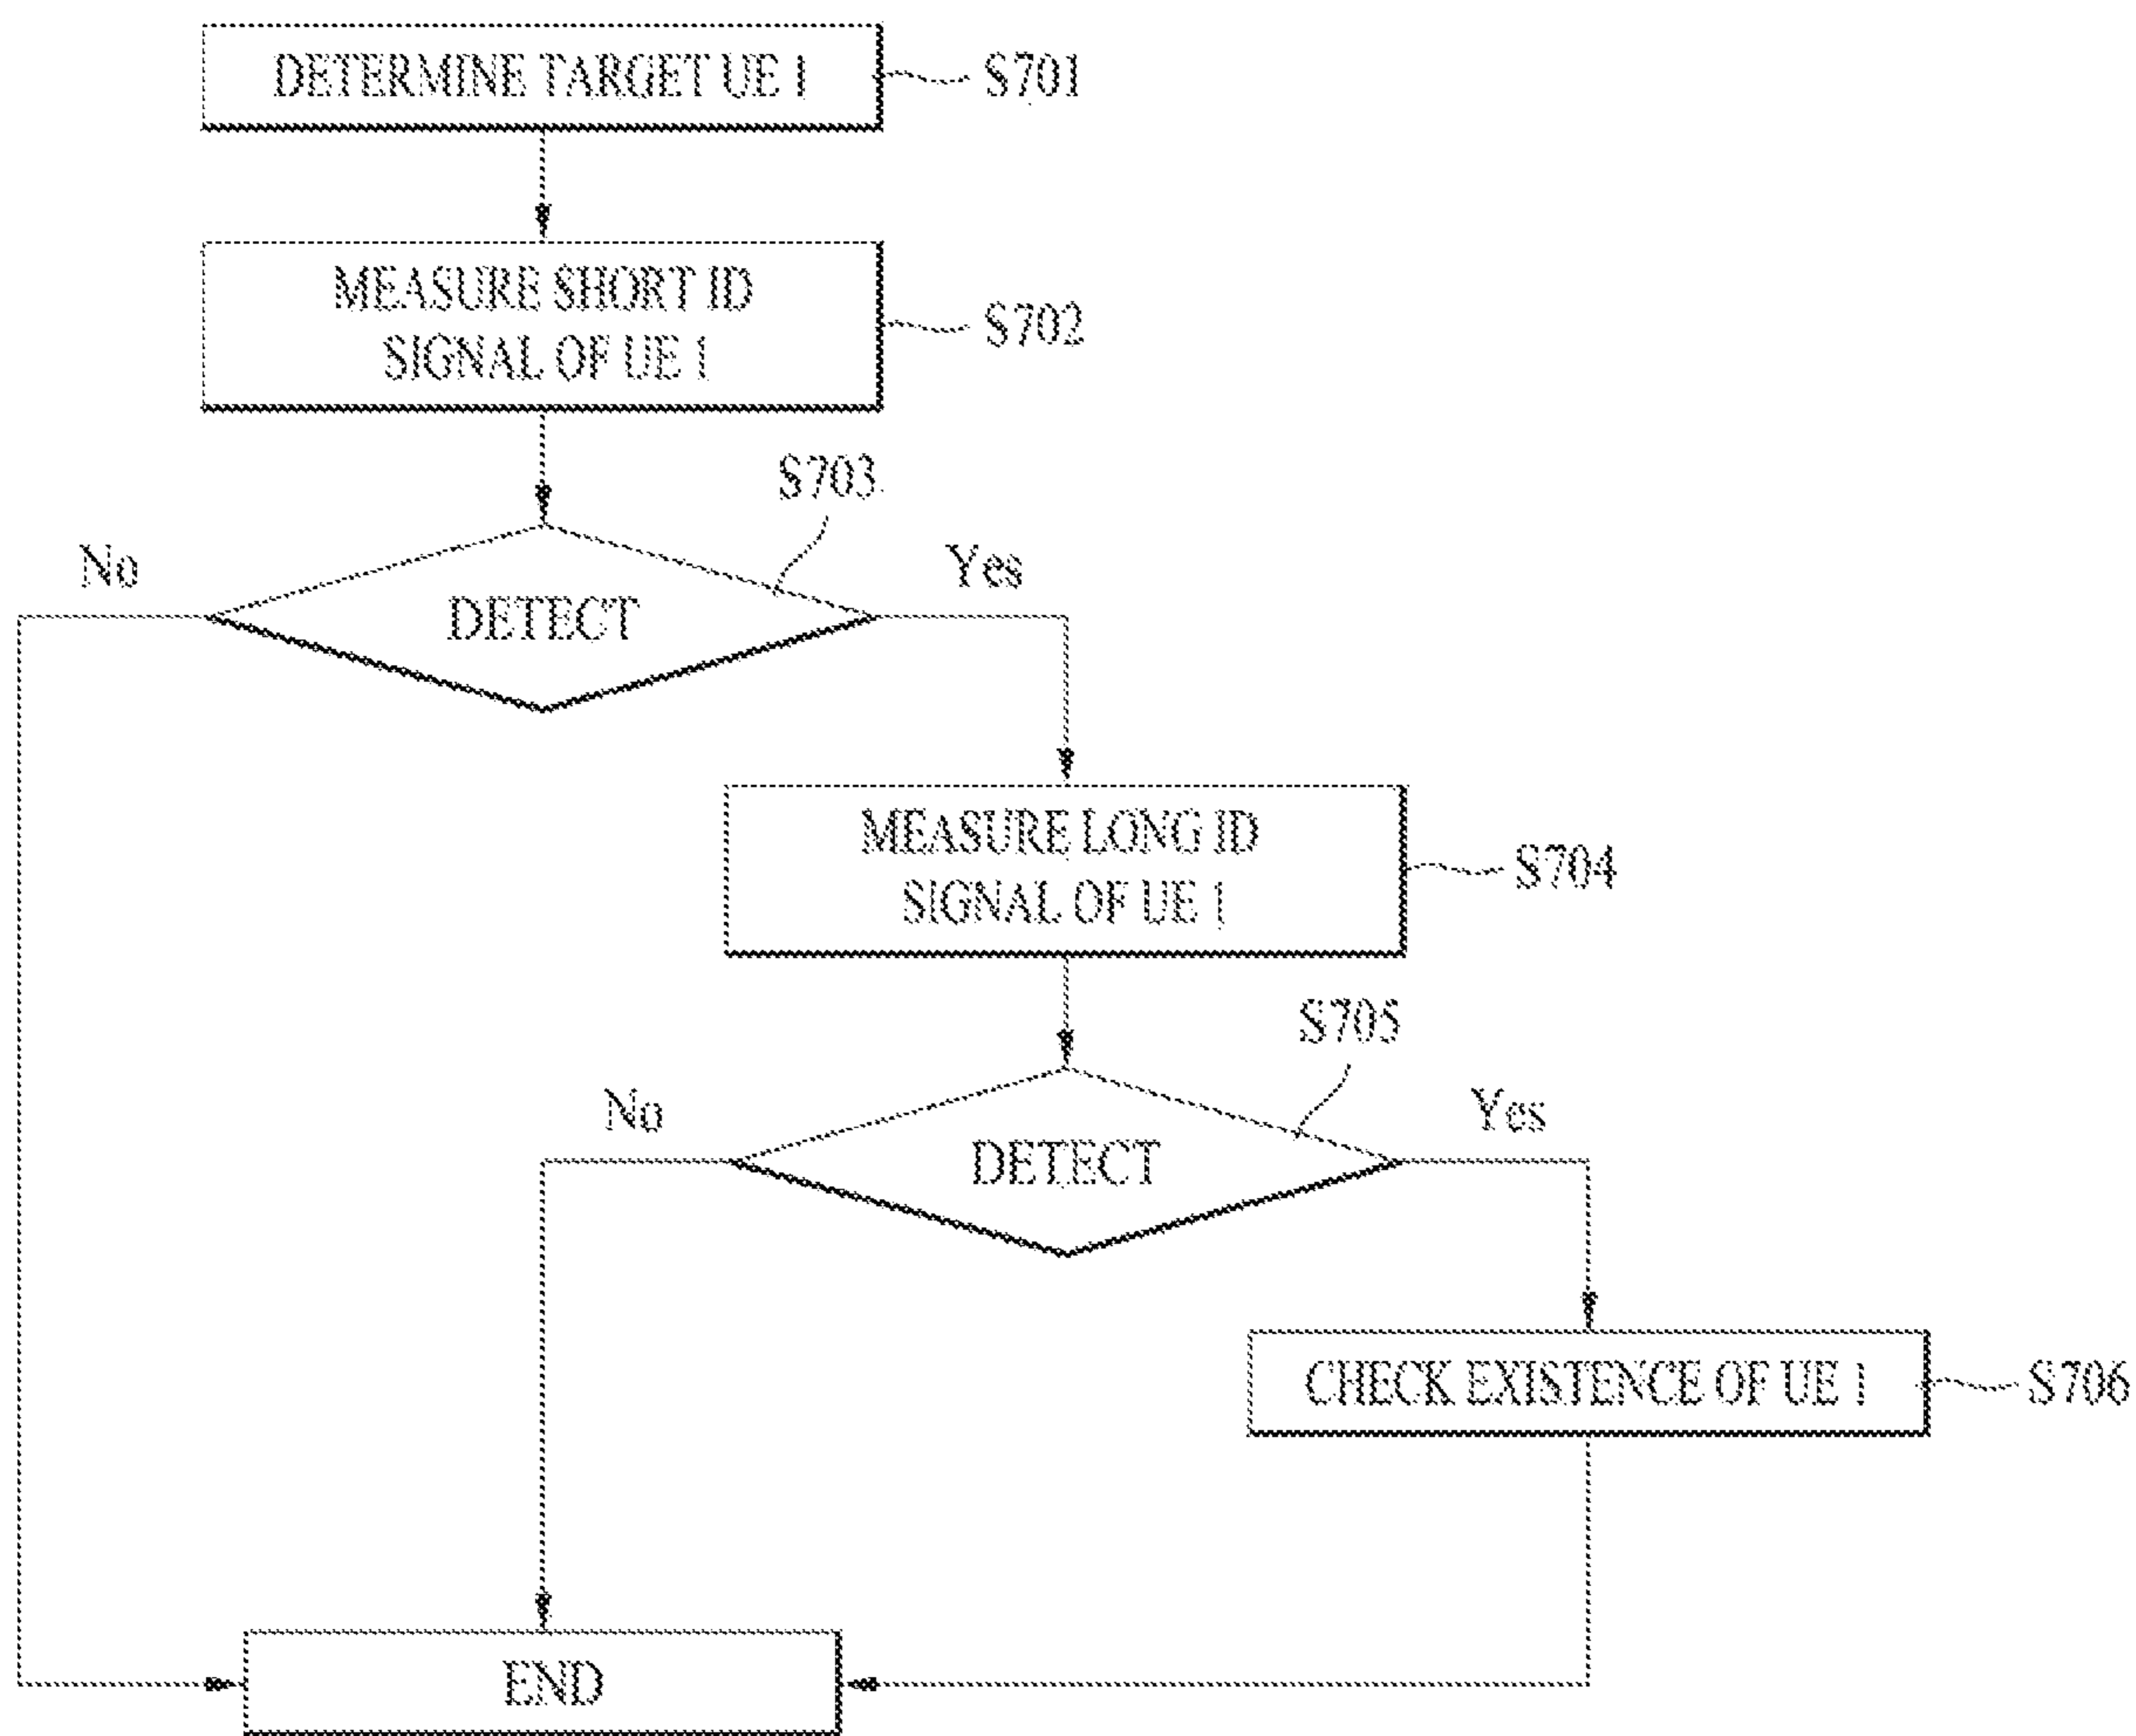 DETERMINE TARGET UE 1
S701
MEASURE SHORT ID
SIGNAL OF UE 1
S702
S703
No
Yes
DETECT
MEASURE LONG ID
SIGNAL OF UE 1
S704
S705
No
Yes
DETECT
CHECK EXISTENCE OF UE 1
S706
END